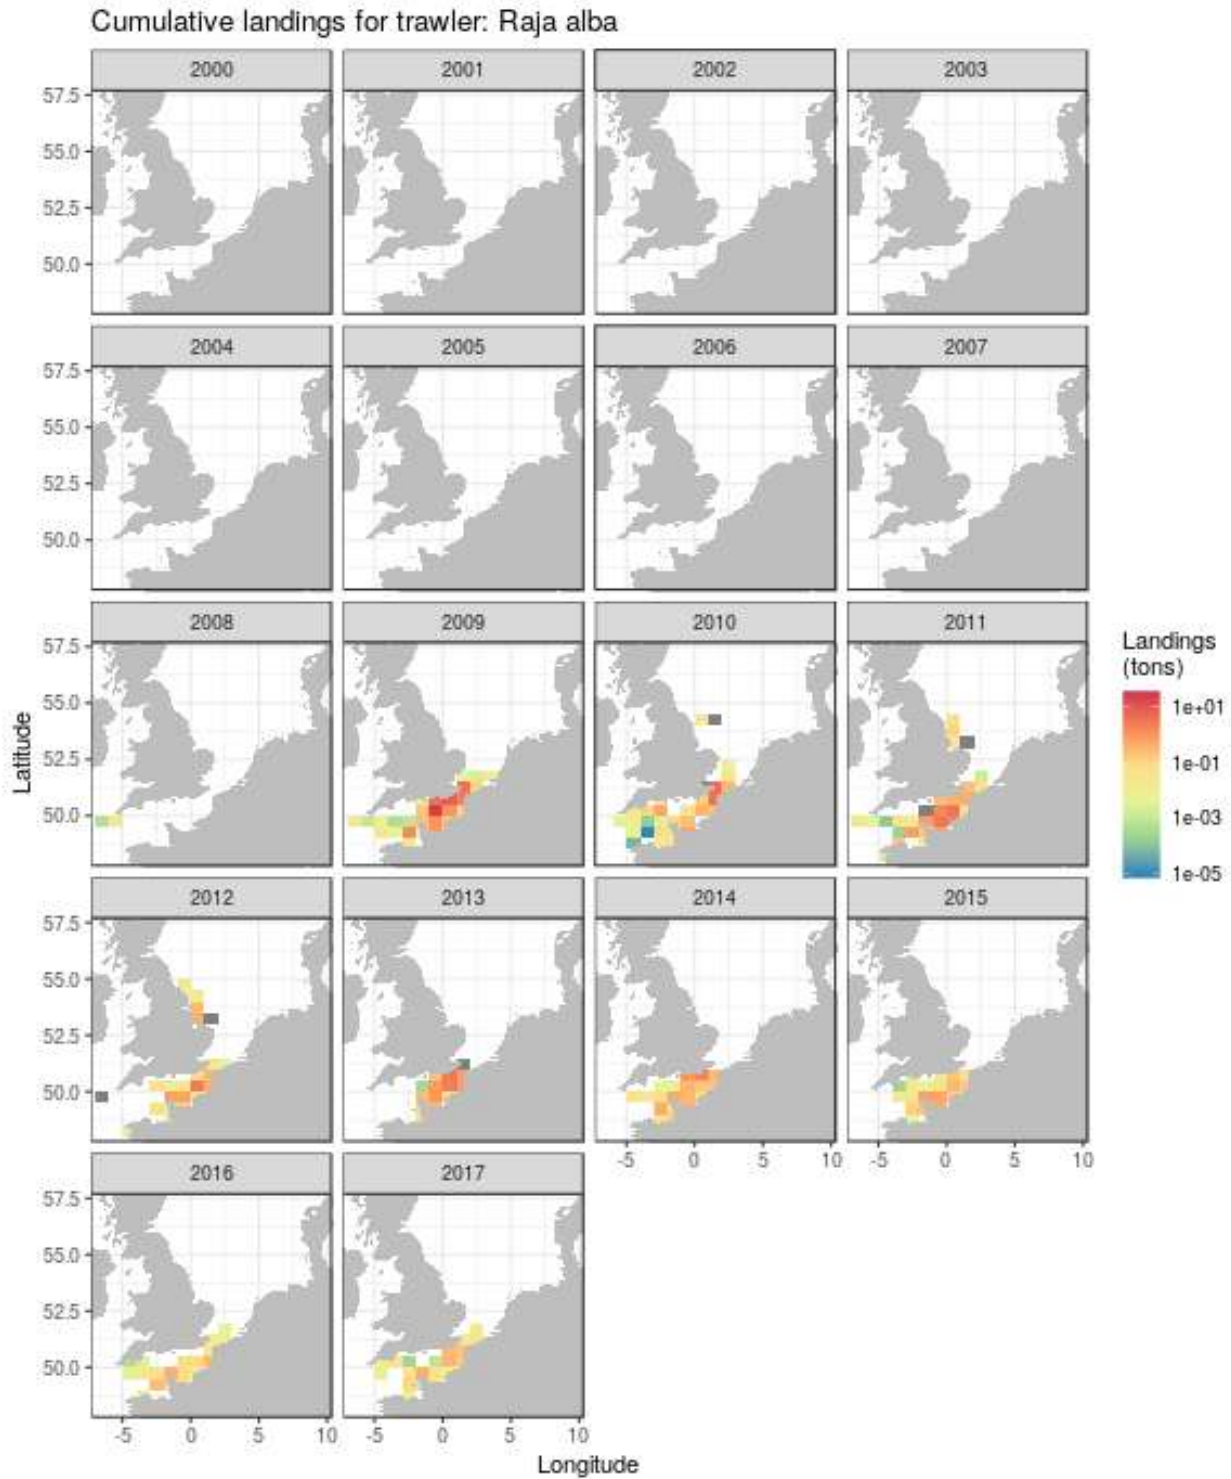 Cumulative landings for trawler: Raja alba
2000 2001 2002 2003
57.5
55.0
52.5
50.0
2004 2005 2006 2007
57.5
55.0
52.5
50.0
2008 2009 2010 2011
57.5
55.0
52.5
50.0
Latitude
Landings
(tons)
1e+01
1e-01
1e-03
1e-05
2012 2013 2014 2015
57.5
55.0
52.5
50.0
-5 0 5 10 -5 0 5 10
2016 2017
57.5
55.0
52.5
50.0
-5 0 5 10 -5 0 5 10
Longitude